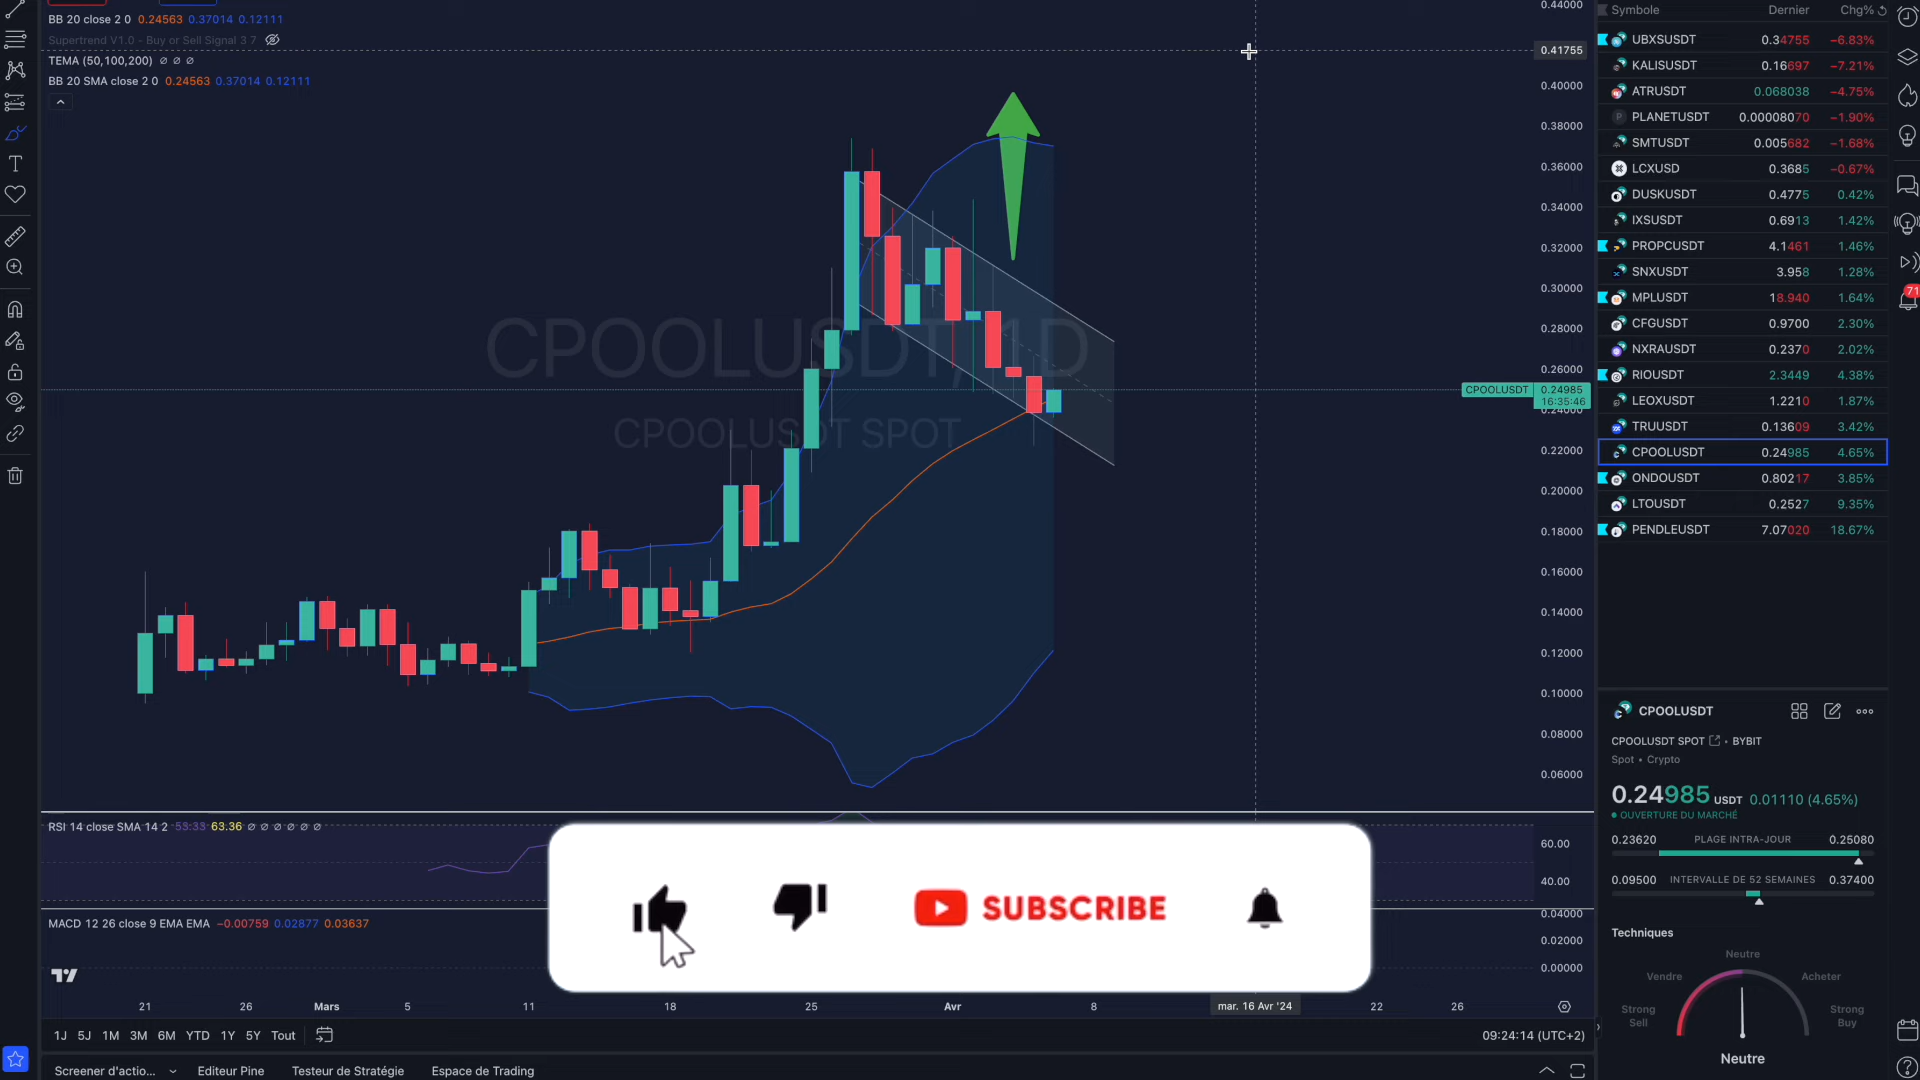 BB 20 close 2 0 0.24563 0.37014 0.12111
Supertrend V1.0 - Buy or Sell Signal 3 7
TEMA (50,100,200) ∅ ∅ ∅
BB 20 SMA close 2 0 0.24563 0.37014 0.12111
CPOOLUSDT, 1D
CPOOLUSDT SPOT
0.44000
0.41755
0.40000
0.38000
0.36000
0.34000
0.32000
0.30000
0.28000
0.26000
CPOOLUSDT 0.24985
16:35:46
0.24000
0.22000
0.20000
0.18000
0.16000
0.14000
0.12000
0.10000
0.08000
0.06000
RSI 14 close SMA 14 2 53.33 63.36 ∅ ∅ ∅ ∅ ∅ ∅
60.00
40.00
MACD 12 26 close 9 EMA EMA −0.00759 0.02877 0.03637
0.04000
0.02000
0.00000
SUBSCRIBE
21 26 Mars 5 11 18 25 Avr 8 mar. 16 Avr '24 22 26
1J 5J 1M 3M 6M YTD 1Y 5Y Tout
09:24:14 (UTC+2)
Screener d'actio... Editeur Pine Testeur de Stratégie Espace de Trading
Symbole Dernier Chg%
UBXSUSDT 0.34755 −6.83%
KALISUSDT 0.16697 −7.21%
ATRUSDT 0.068038 −4.75%
PLANETUSDT 0.00008070 −1.90%
SMTUSDT 0.005682 −1.68%
LCXUSD 0.3685 −0.67%
DUSKUSDT 0.4775 0.42%
IXSUSDT 0.6913 1.42%
PROPCUSDT 4.1461 1.46%
SNXUSDT 3.958 1.28%
MPLUSDT 18.940 1.64%
CFGUSDT 0.9700 2.30%
NXRAUSDT 0.2370 2.02%
RIOUSDT 2.3449 4.38%
LEOXUSDT 1.2210 1.87%
TRUUSDT 0.13609 3.42%
CPOOLUSDT 0.24985 4.65%
ONDOUSDT 0.80217 3.85%
LTOUSDT 0.2527 9.35%
PENDLEUSDT 7.07020 18.67%
71
CPOOLUSDT
CPOOLUSDT SPOT • BYBIT
Spot • Crypto
0.24985 USDT 0.01110 (4.65%)
OUVERTURE DU MARCHÉ
0.23620 PLAGE INTRA-JOUR 0.25080
0.09500 INTERVALLE DE 52 SEMAINES 0.37400
Techniques
Neutre
Vendre Acheter
Strong Sell
Strong Buy
Neutre